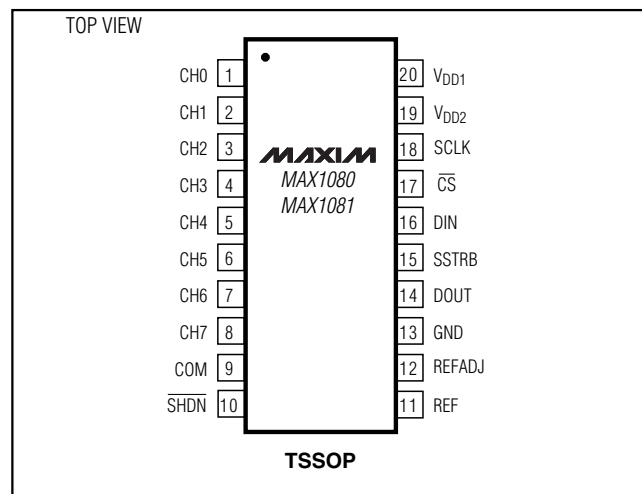 TOP VIEW
CH0 1 20 VDD1
CH1 2 19 VDD2
CH2 3 MAXIM 18 SCLK
CH3 4 MAX1080 17 CS
MAX1081
CH4 5 16 DIN
CH5 6 15 SSTRB
CH6 7 14 DOUT
CH7 8 13 GND
COM 9 12 REFADJ
SHDN 10 11 REF
TSSOP